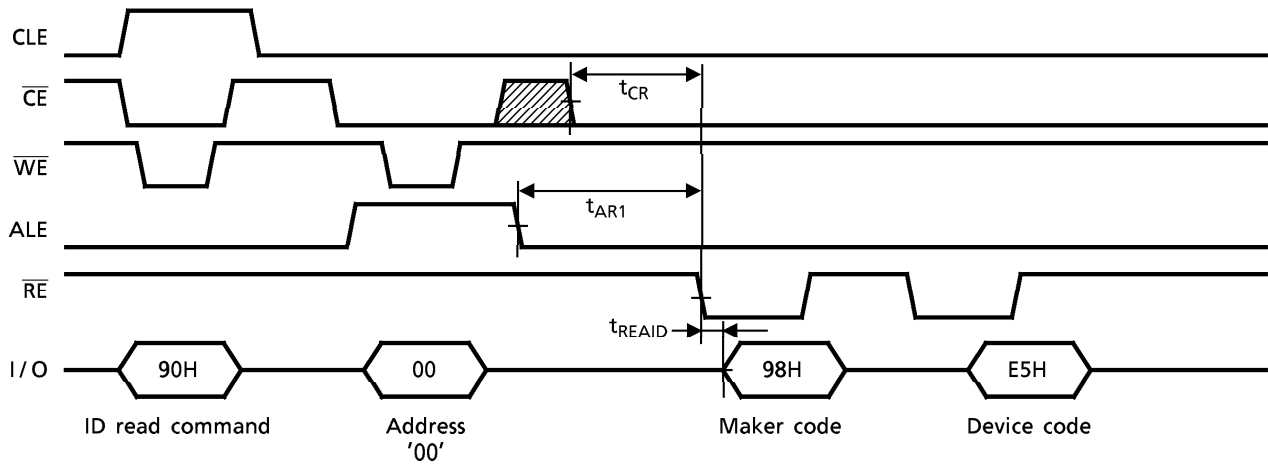 CLE
CE
tCR
WE
tAR1
ALE
RE
tREAID
I/O 90H 00 98H E5H
ID read command Address Maker code Device code
'00'